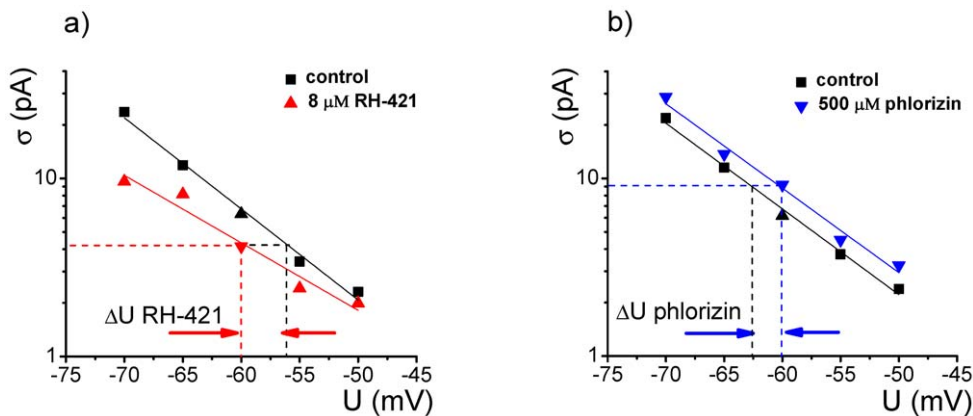 a)
σ (pA)
10
1
control
8 μM RH-421
ΔU RH-421
-75 -70 -65 -60 -55 -50 -45
U (mV)
b)
σ (pA)
10
1
control
500 μM phlorizin
ΔU phlorizin
-75 -70 -65 -60 -55 -50 -45
U (mV)